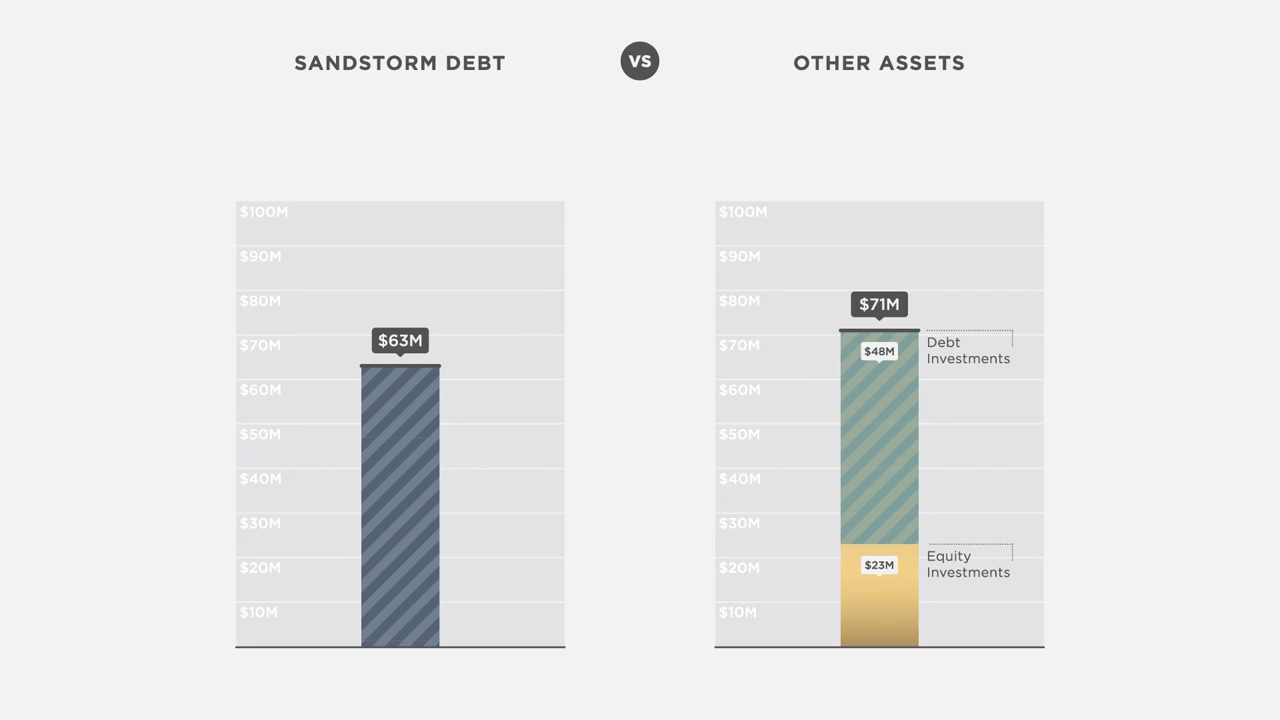 SANDSTORM DEBT
VS
OTHER ASSETS
$100M
$90M
$80M
$70M
$60M
$50M
$40M
$30M
$20M
$10M
$63M
$100M
$90M
$80M
$70M
$60M
$50M
$40M
$30M
$20M
$10M
$71M
$48M
Debt
Investments
$23M
Equity
Investments